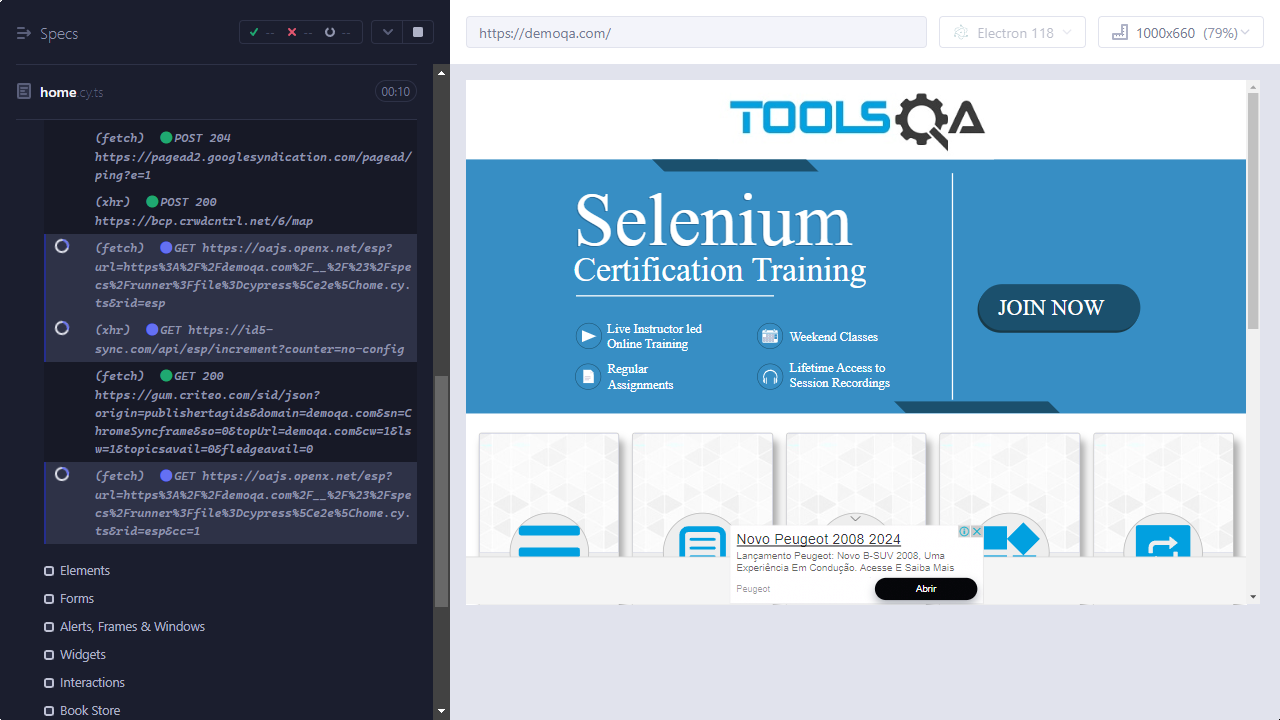 Specs
-- -- --
home.cy.ts
00:10
(fetch) POST 204
https://pagead2.googlesyndication.com/pagead/
ping?e=1
(xhr) POST 200
https://bcp.crwdcntrl.net/6/map
(fetch) GET https://oajs.openx.net/esp?
url=https%3A%2F%2Fdemoqa.com%2F__%2F%23%2Fspe
cs%2Frunner%3Ffile%3Dcypress%5Ce2e%5Chome.cy.
ts&rid=esp
(xhr) GET https://id5-
sync.com/api/esp/increment?counter=no-config
(fetch) GET 200
https://gum.criteo.com/sid/json?
origin=publishertagids&domain=demoqa.com&sn=C
hromeSyncframe&so=0&topUrl=demoqa.com&cw=1&ls
w=1&topicsavail=0&fledgeavail=0
(fetch) GET https://oajs.openx.net/esp?
url=https%3A%2F%2Fdemoqa.com%2F__%2F%23%2Fspe
cs%2Frunner%3Ffile%3Dcypress%5Ce2e%5Chome.cy.
ts&rid=esp&cc=1
Elements
Forms
Alerts, Frames & Windows
Widgets
Interactions
Book Store
https://demoqa.com/
Electron 118
1000x660 (79%)
TOOLSQA
Selenium
Certification Training
Live Instructor led
Online Training
Weekend Classes
Regular
Assignments
Lifetime Access to
Session Recordings
JOIN NOW
Novo Peugeot 2008 2024
Lançamento Peugeot: Novo B-SUV 2008, Uma
Experiência Em Condução. Acesse E Saiba Mais
Peugeot
Abrir